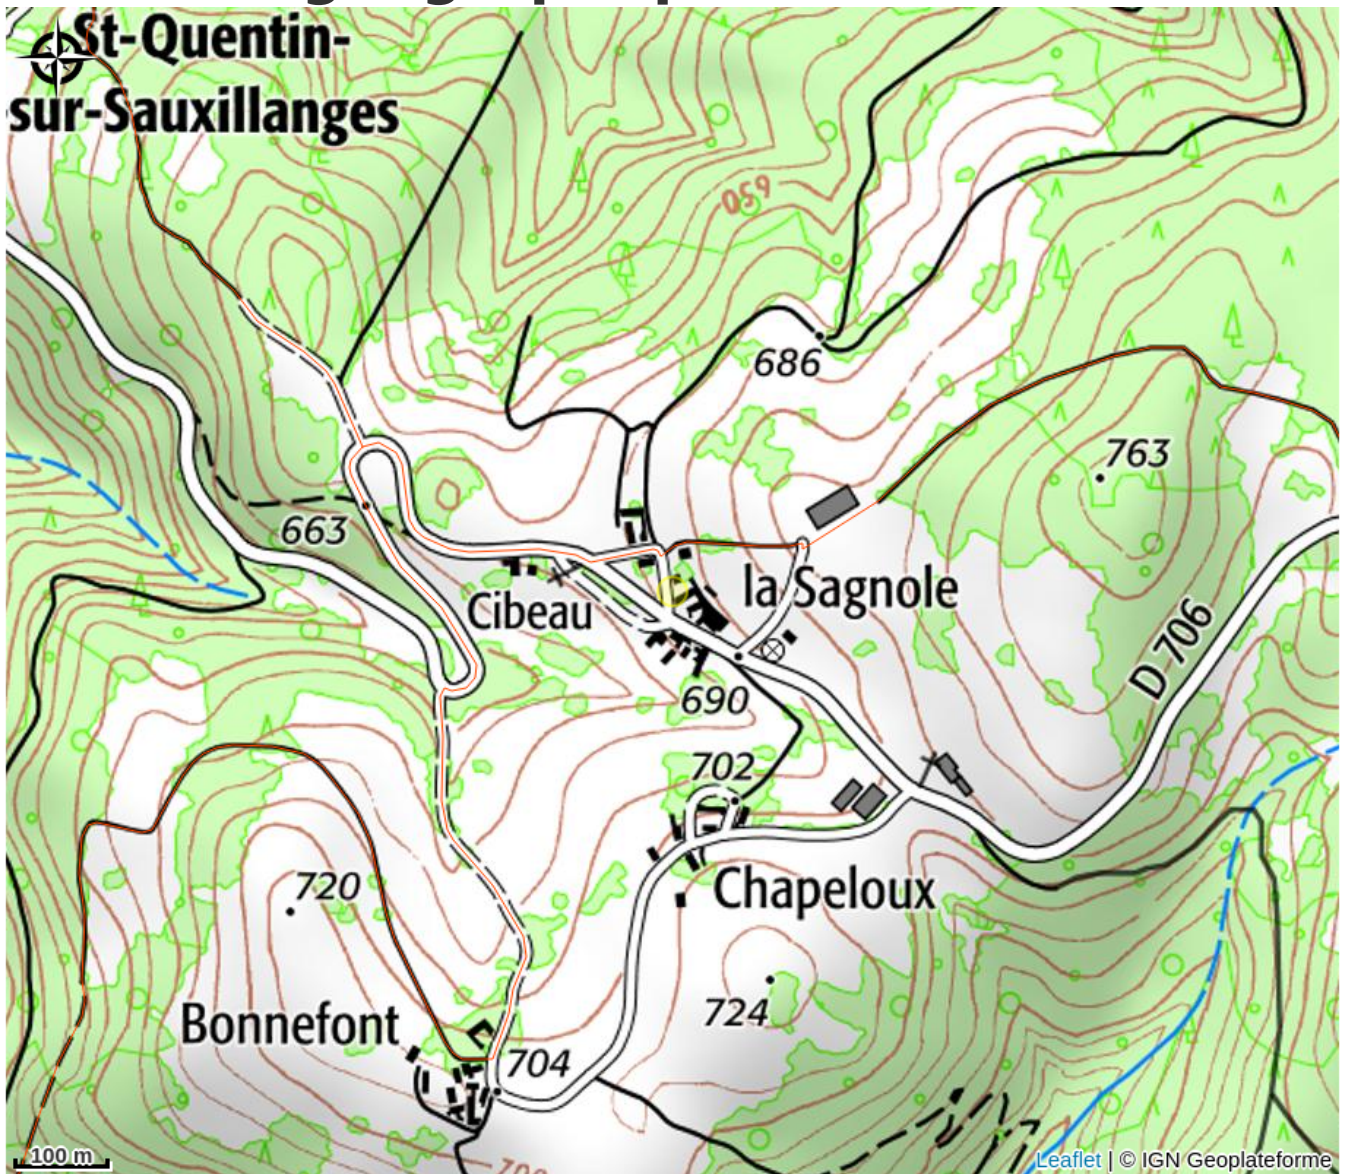 St-Quentin-
sur-Sauxillanges
650
686
763
663
la Sagnole
Cibeau
D 706
690
702
720
Chapeloux
724
Bonnefont
704
100 m
Leaflet | © IGN Geoplateforme